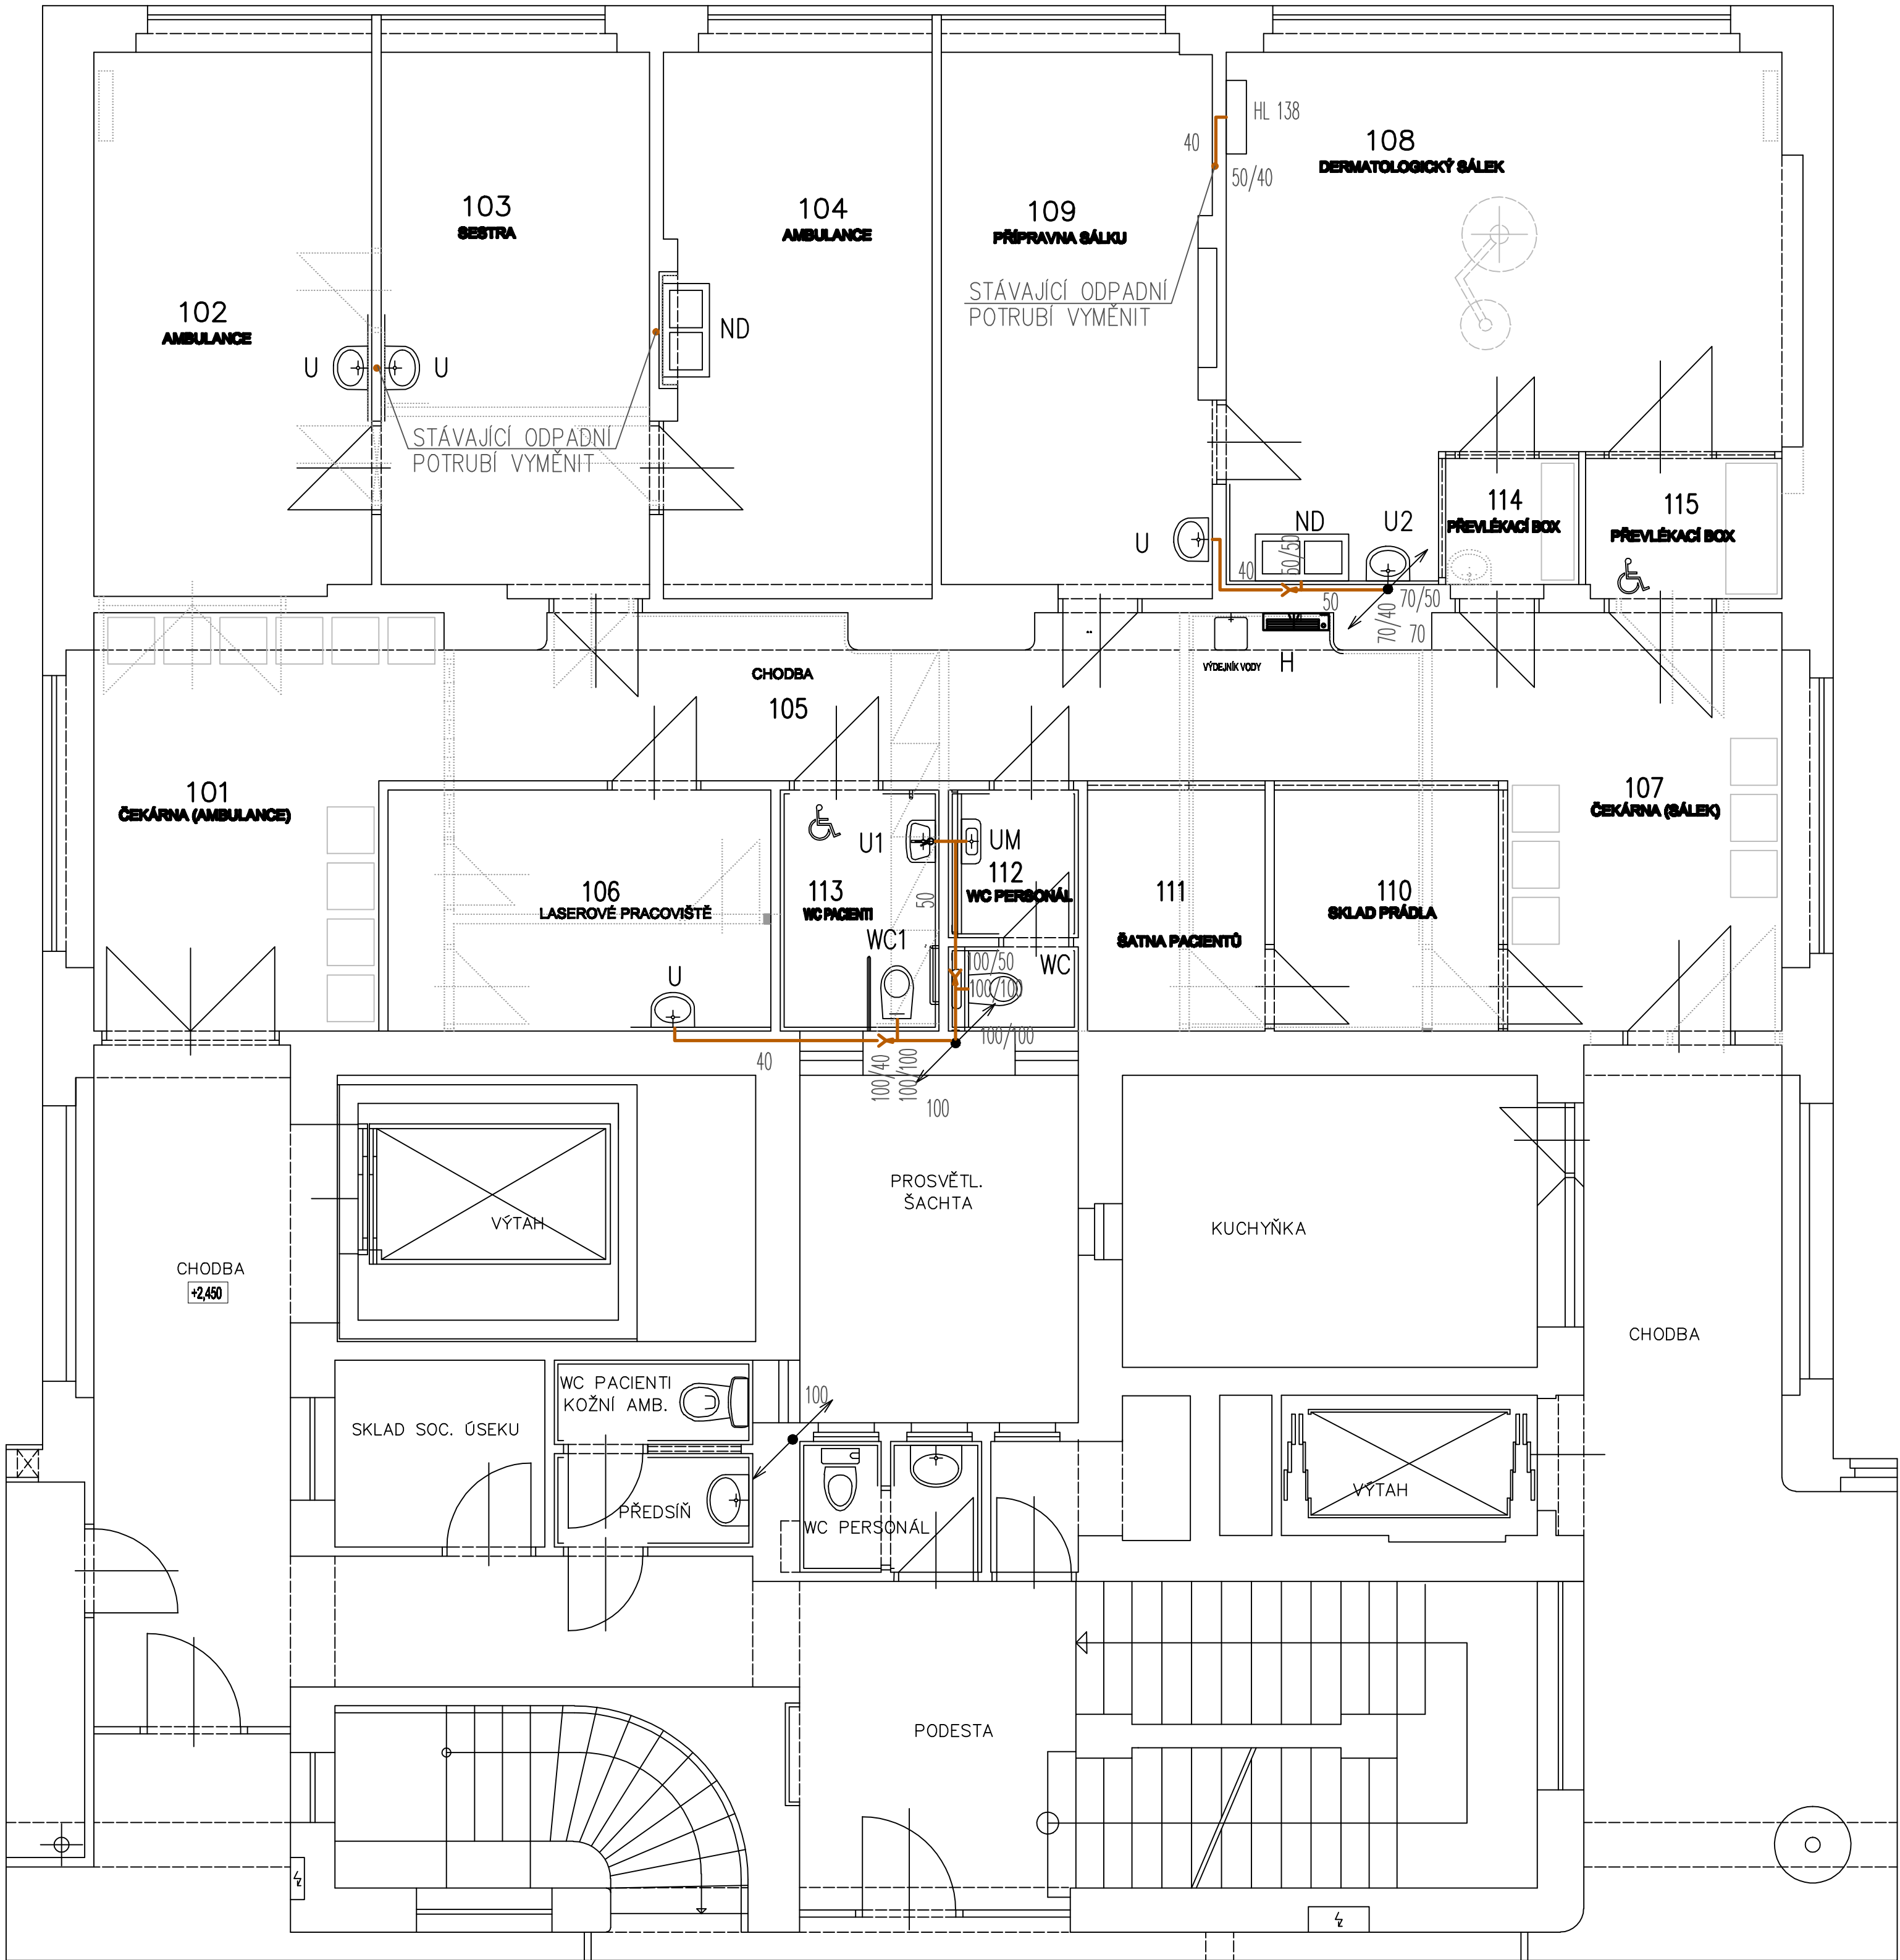 HL 138
40
50/40
108
DERMATOLOGICKÝ SÁLEK
103
SESTRA
104
AMBULANCE
109
PŘÍPRAVNA SÁLKU
STÁVAJÍCÍ ODPADNÍ
POTRUBÍ VYMĚNIT
102
AMBULANCE
ND
U
U
STÁVAJÍCÍ ODPADNÍ
POTRUBÍ VYMĚNIT
114
PŘEVLÉKACÍ BOX
115
PŘEVLÉKACÍ BOX
ND
U2
U
50/50
40
50
70/50
70/40
70
VÝDEJNÍK VODY
H
CHODBA
105
101
ČEKÁRNA (AMBULANCE)
107
ČEKÁRNA (SÁLEK)
U1
UM
112
WC PERSONÁL
106
LASEROVÉ PRACOVIŠTĚ
113
WC PACIENTI
50
111
ŠATNA PACIENTŮ
110
SKLAD PRÁDLA
WC1
100/50
WC
100/100
U
100/100
40
100/40
100/100
100
PROSVĚTL.
ŠACHTA
VÝTAH
KUCHYŇKA
CHODBA
+2,450
CHODBA
WC PACIENTI
KOŽNÍ AMB.
100
SKLAD SOC. ÚSEKU
VÝTAH
PŘEDSÍŇ
WC PERSONÁL
PODESTA